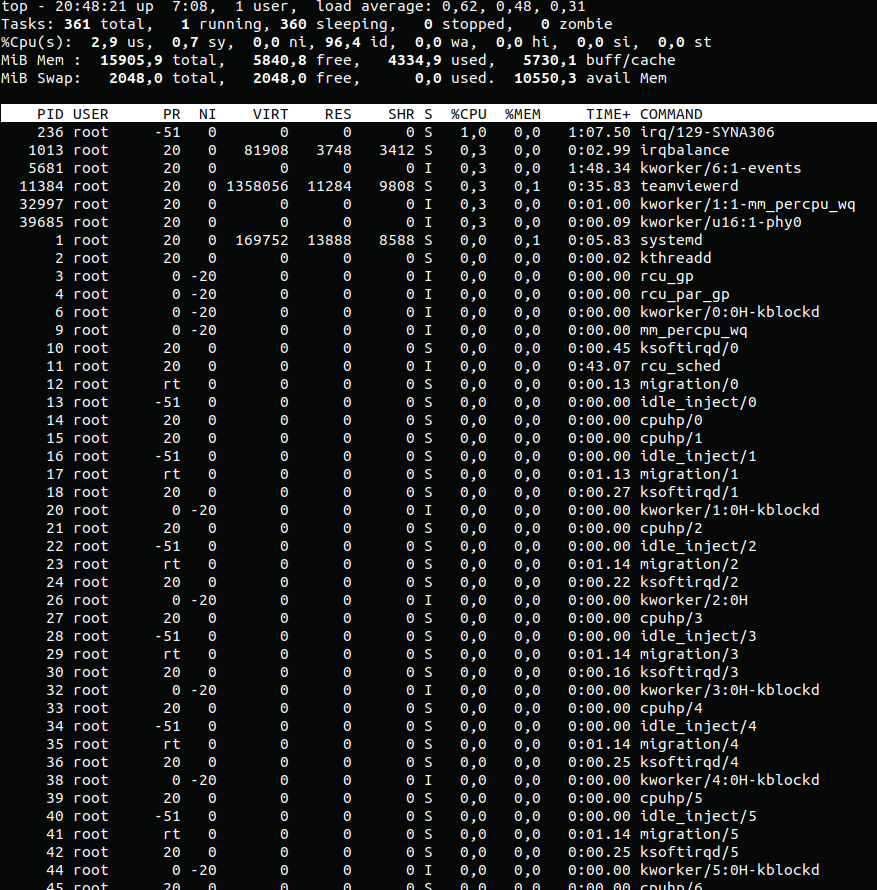 top - 20:48:21 up  7:08,  1 user,  load average: 0,62, 0,48, 0,31
Tasks: 361 total,   1 running, 360 sleeping,   0 stopped,   0 zombie
%Cpu(s):  2,9 us,  0,7 sy,  0,0 ni, 96,4 id,  0,0 wa,  0,0 hi,  0,0 si,  0,0 st
MiB Mem :  15905,9 total,   5840,8 free,   4334,9 used,   5730,1 buff/cache
MiB Swap:   2048,0 total,   2048,0 free,      0,0 used.  10550,3 avail Mem
PID USER      PR  NI    VIRT    RES    SHR S  %CPU  %MEM     TIME+ COMMAND
236 root     -51   0       0      0      0 S   1,0   0,0   1:07.50 irq/129-SYNA306
1013 root      20   0   81908   3748   3412 S   0,3   0,0   0:02.99 irqbalance
5681 root      20   0       0      0      0 I   0,3   0,0   1:48.34 kworker/6:1-events
11384 root      20   0 1358056  11284   9808 S   0,3   0,1   0:35.83 teamviewerd
32997 root      20   0       0      0      0 I   0,3   0,0   0:01.00 kworker/1:1-mm_percpu_wq
39685 root      20   0       0      0      0 I   0,3   0,0   0:00.09 kworker/u16:1-phy0
1 root      20   0  169752  13888   8588 S   0,0   0,1   0:05.83 systemd
2 root      20   0       0      0      0 S   0,0   0,0   0:00.02 kthreadd
3 root       0 -20       0      0      0 I   0,0   0,0   0:00.00 rcu_gp
4 root       0 -20       0      0      0 I   0,0   0,0   0:00.00 rcu_par_gp
6 root       0 -20       0      0      0 I   0,0   0,0   0:00.00 kworker/0:0H-kblockd
9 root       0 -20       0      0      0 I   0,0   0,0   0:00.00 mm_percpu_wq
10 root      20   0       0      0      0 S   0,0   0,0   0:00.45 ksoftirqd/0
11 root      20   0       0      0      0 I   0,0   0,0   0:43.07 rcu_sched
12 root      rt   0       0      0      0 S   0,0   0,0   0:00.13 migration/0
13 root     -51   0       0      0      0 S   0,0   0,0   0:00.00 idle_inject/0
14 root      20   0       0      0      0 S   0,0   0,0   0:00.00 cpuhp/0
15 root      20   0       0      0      0 S   0,0   0,0   0:00.00 cpuhp/1
16 root     -51   0       0      0      0 S   0,0   0,0   0:00.00 idle_inject/1
17 root      rt   0       0      0      0 S   0,0   0,0   0:01.13 migration/1
18 root      20   0       0      0      0 S   0,0   0,0   0:00.27 ksoftirqd/1
20 root       0 -20       0      0      0 I   0,0   0,0   0:00.00 kworker/1:0H-kblockd
21 root      20   0       0      0      0 S   0,0   0,0   0:00.00 cpuhp/2
22 root     -51   0       0      0      0 S   0,0   0,0   0:00.00 idle_inject/2
23 root      rt   0       0      0      0 S   0,0   0,0   0:01.14 migration/2
24 root      20   0       0      0      0 S   0,0   0,0   0:00.22 ksoftirqd/2
26 root       0 -20       0      0      0 I   0,0   0,0   0:00.00 kworker/2:0H
27 root      20   0       0      0      0 S   0,0   0,0   0:00.00 cpuhp/3
28 root     -51   0       0      0      0 S   0,0   0,0   0:00.00 idle_inject/3
29 root      rt   0       0      0      0 S   0,0   0,0   0:01.14 migration/3
30 root      20   0       0      0      0 S   0,0   0,0   0:00.16 ksoftirqd/3
32 root       0 -20       0      0      0 I   0,0   0,0   0:00.00 kworker/3:0H-kblockd
33 root      20   0       0      0      0 S   0,0   0,0   0:00.00 cpuhp/4
34 root     -51   0       0      0      0 S   0,0   0,0   0:00.00 idle_inject/4
35 root      rt   0       0      0      0 S   0,0   0,0   0:01.14 migration/4
36 root      20   0       0      0      0 S   0,0   0,0   0:00.25 ksoftirqd/4
38 root       0 -20       0      0      0 I   0,0   0,0   0:00.00 kworker/4:0H-kblockd
39 root      20   0       0      0      0 S   0,0   0,0   0:00.00 cpuhp/5
40 root     -51   0       0      0      0 S   0,0   0,0   0:00.00 idle_inject/5
41 root      rt   0       0      0      0 S   0,0   0,0   0:01.14 migration/5
42 root      20   0       0      0      0 S   0,0   0,0   0:00.25 ksoftirqd/5
44 root       0 -20       0      0      0 I   0,0   0,0   0:00.00 kworker/5:0H-kblockd
45 root      20   0       0      0      0 S   0,0   0,0   0:00.00 cpuhp/6